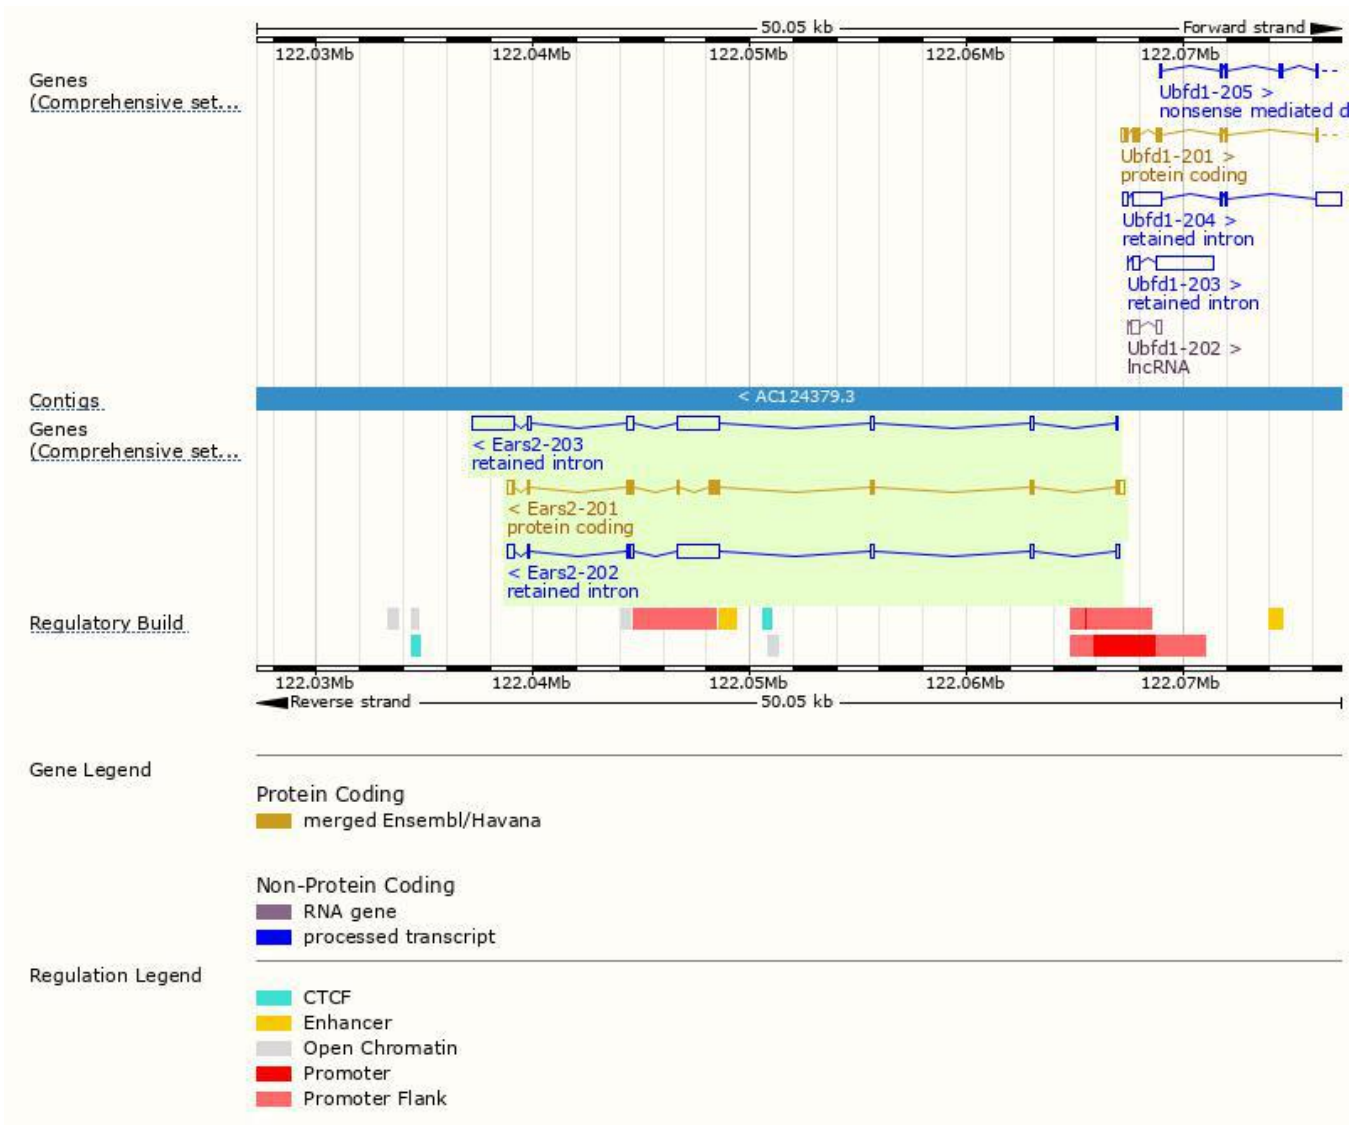 50.05 kb
Forward strand
122.03Mb 122.04Mb 122.05Mb 122.06Mb 122.07Mb
Genes
(Comprehensive set...
Ubfd1-205 >
nonsense mediated d
Ubfd1-201 >
protein coding
Ubfd1-204 >
retained intron
Ubfd1-203 >
retained intron
Ubfd1-202 >
lncRNA
Contigs
< AC124379.3
Genes
(Comprehensive set...
< Ears2-203
retained intron
< Ears2-201
protein coding
< Ears2-202
retained intron
Regulatory Build
122.03Mb 122.04Mb 122.05Mb 122.06Mb 122.07Mb
Reverse strand
50.05 kb
Gene Legend
Protein Coding
merged Ensembl/Havana
Non-Protein Coding
RNA gene
processed transcript
Regulation Legend
CTCF
Enhancer
Open Chromatin
Promoter
Promoter Flank